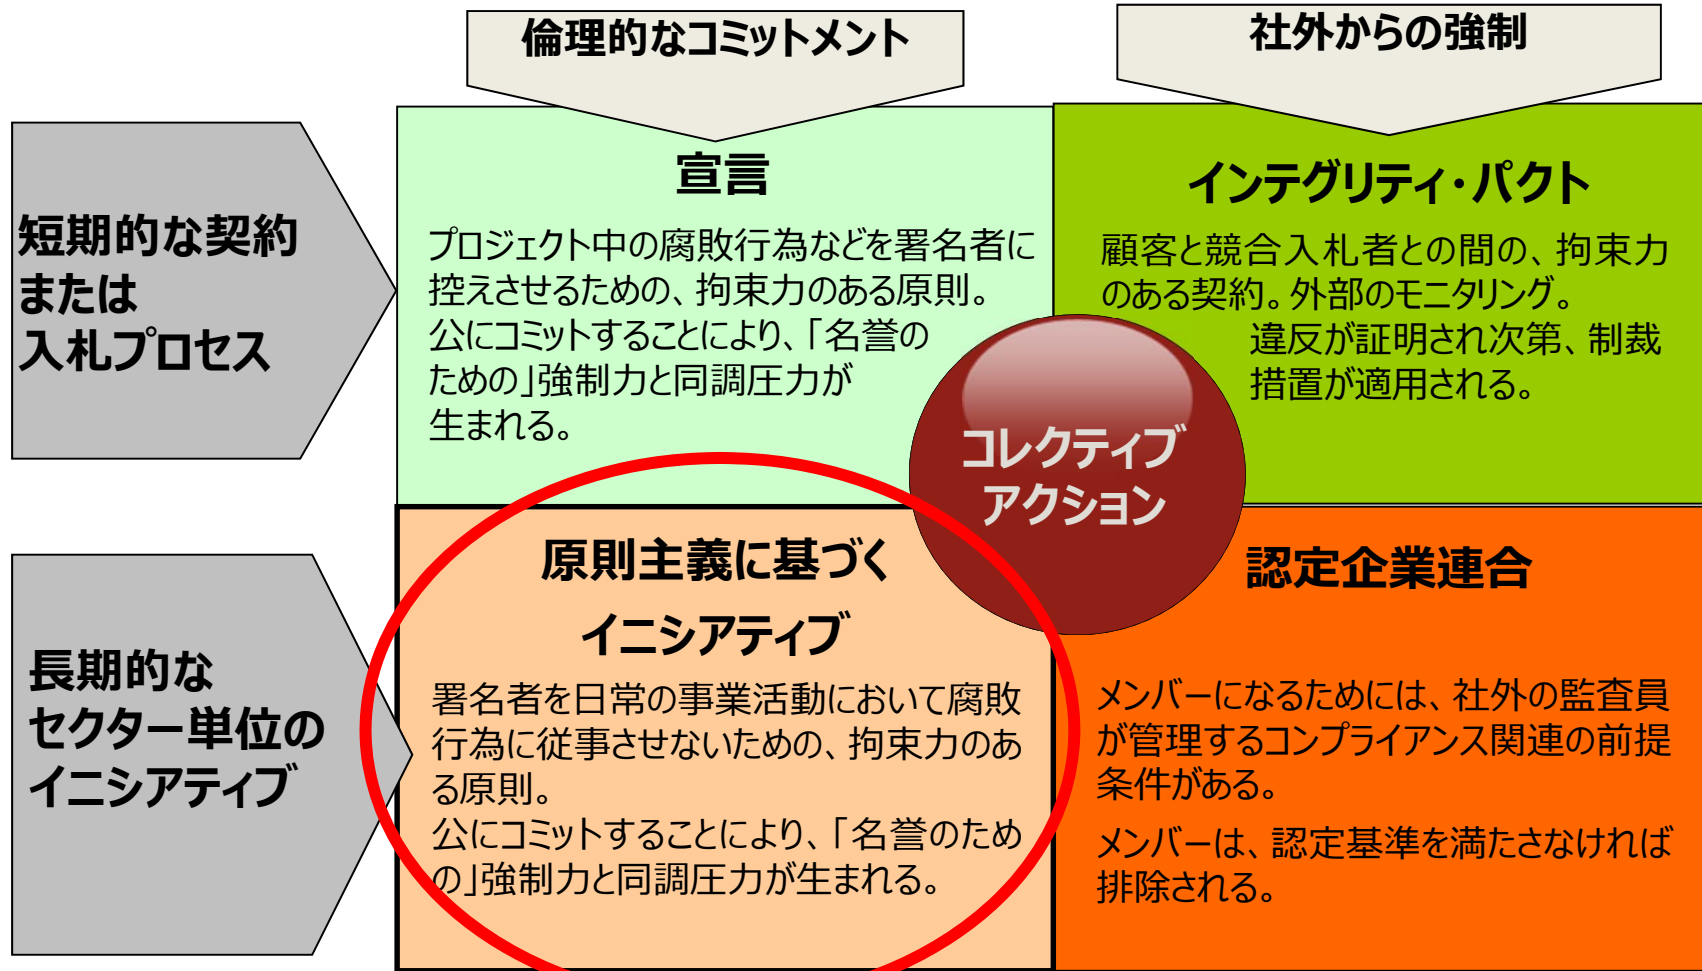 倫理的なコミットメント
社外からの強制
短期的な契約
または
入札プロセス
宣言
プロジェクト中の腐敗行為などを署名者に
控えさせるための、拘束力のある原則。
公にコミットすることにより、「名誉の
ための」強制力と同調圧力が
生まれる。
インテグリティ・パクト
顧客と競合入札者との間の、拘束力
のある契約。外部のモニタリング。
違反が証明され次第、制裁
措置が適用される。
コレクティブ
アクション
長期的な
セクター単位の
イニシアティブ
原則主義に基づく
イニシアティブ
署名者を日常の事業活動において腐敗
行為に従事させないための、拘束力のあ
る原則。
公にコミットすることにより、「名誉のため
の」強制力と同調圧力が生まれる。
認定企業連合
メンバーになるためには、社外の監査員
が管理するコンプライアンス関連の前提
条件がある。
メンバーは、認定基準を満たさなければ
排除される。